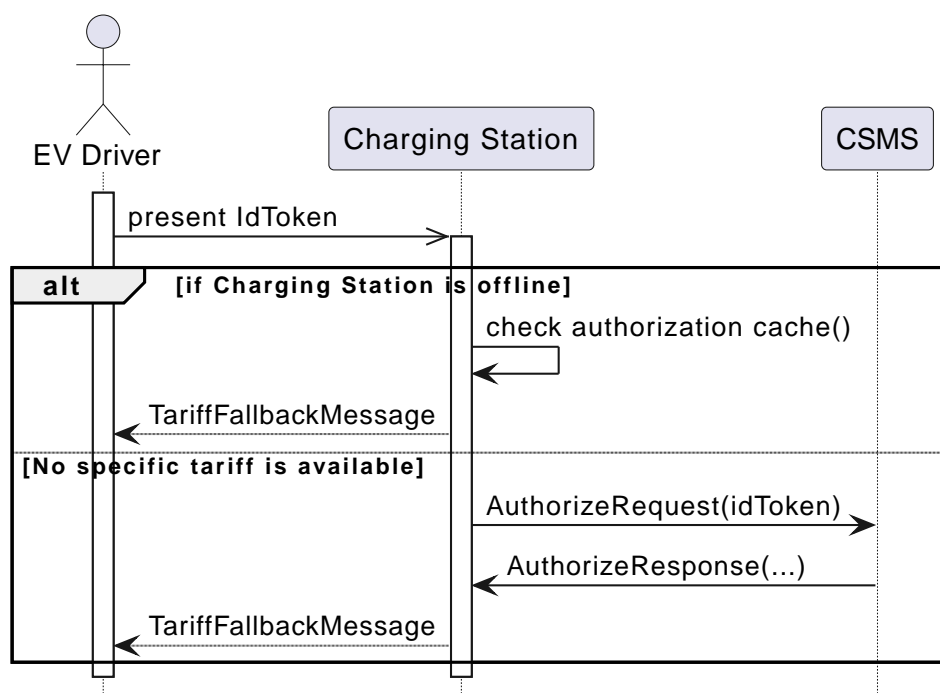 EV Driver
Charging Station
CSMS
present IdToken
alt
[if Charging Station is offline]
check authorization cache()
TariffFallbackMessage
[No specific tariff is available]
AuthorizeRequest(idToken)
AuthorizeResponse(...)
TariffFallbackMessage